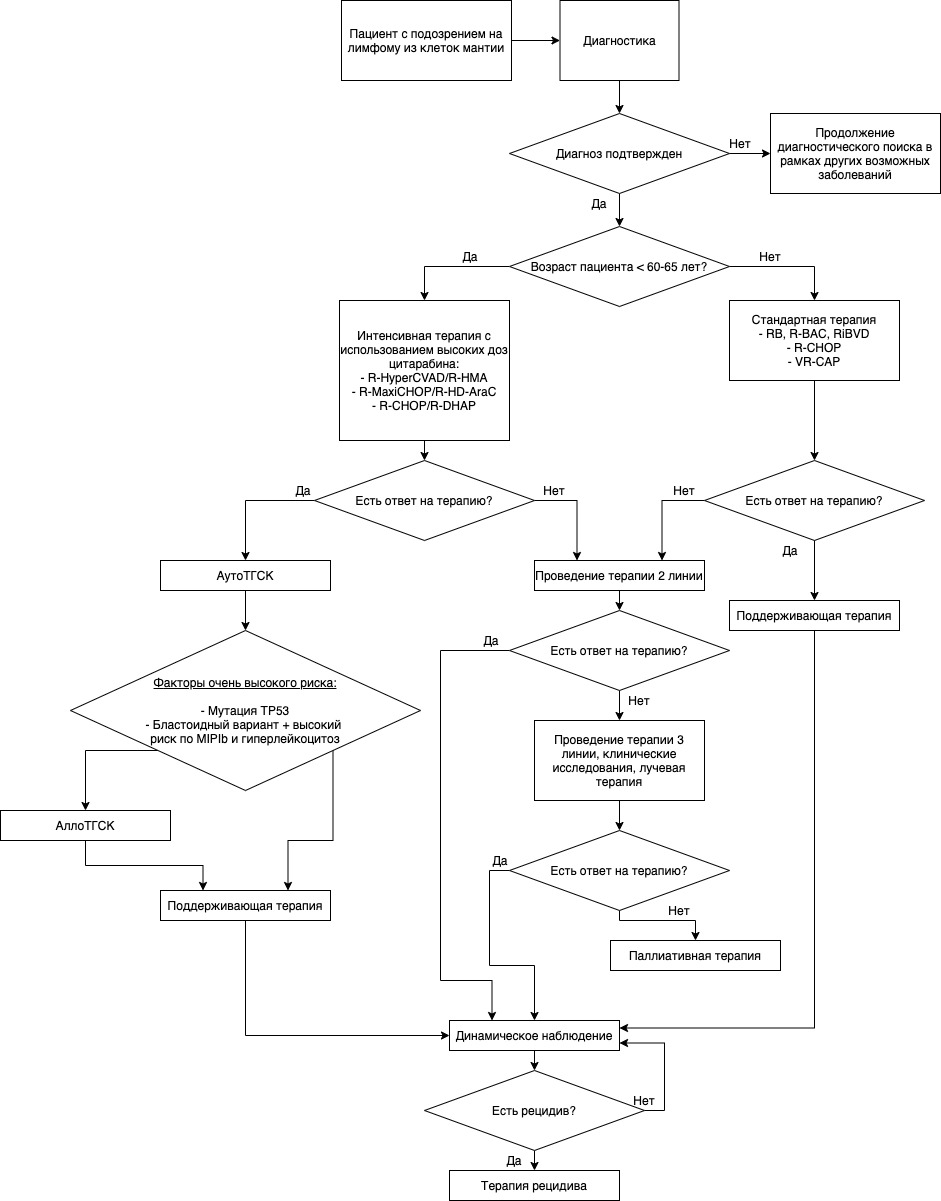 Пациент с подозрением на
лимфому из клеток мантии
Диагностика
Диагноз подтвержден
Нет
Продолжение
диагностического поиска в
рамках других возможных
заболеваний
Да
Возраст пациента < 60-65 лет?
Да
Нет
Интенсивная терапия с
использованием высоких доз
цитарабина:
- R-HyperCVAD/R-HMA
- R-MaxiCHOP/R-HD-AraC
- R-CHOP/R-DHAP
Стандартная терапия
- RB, R-BAC, RiBVD
- R-CHOP
- VR-CAP
Есть ответ на терапию?
Да
Нет
Есть ответ на терапию?
Нет
Да
АутоТГСК
Проведение терапии 2 линии
Поддерживающая терапия
Факторы очень высокого риска:
- Мутация TP53
- Бластоидный вариант + высокий
риск по MIPIb и гиперлейкоцитоз
Есть ответ на терапию?
Да
Нет
Проведение терапии 3
линии, клинические
исследования, лучевая
терапия
АллоТГСК
Есть ответ на терапию?
Да
Нет
Поддерживающая терапия
Паллиативная терапия
Динамическое наблюдение
Есть рецидив?
Нет
Да
Терапия рецидива